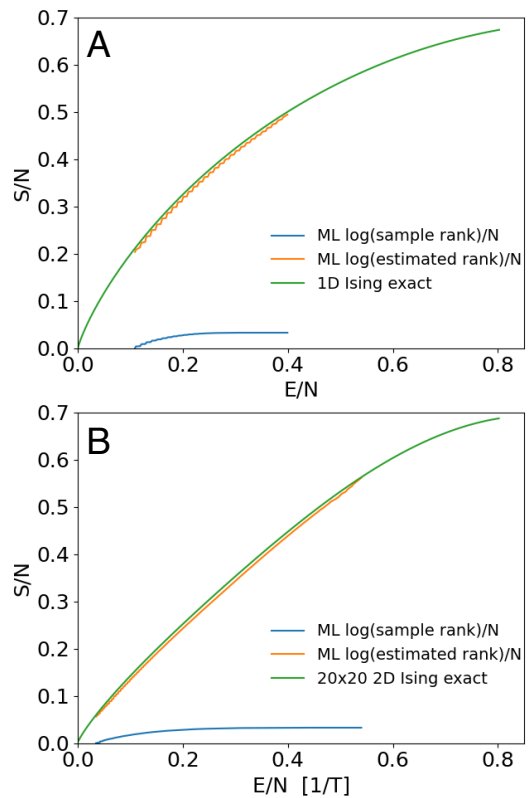 A
0.7
0.6
0.5
0.4
0.3
0.2
0.1
0.0
S/N
ML log(sample rank)/N
ML log(estimated rank)/N
1D Ising exact
0.0 0.2 0.4 0.6 0.8
E/N
B
0.7
0.6
0.5
0.4
0.3
0.2
0.1
0.0
S/N
ML log(sample rank)/N
ML log(estimated rank)/N
20x20 2D Ising exact
0.0 0.2 0.4 0.6 0.8
E/N [1/T]